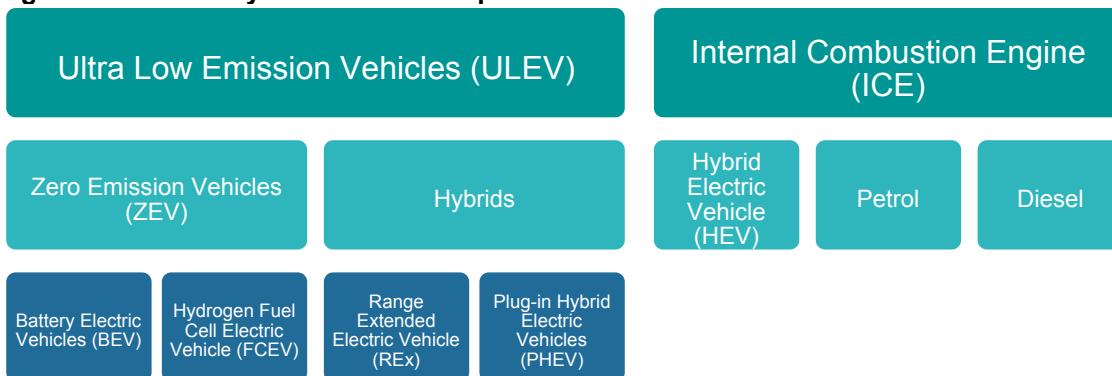 Ultra Low Emission Vehicles (ULEV)
Internal Combustion Engine
(ICE)
Zero Emission Vehicles
(ZEV)
Hybrids
Hybrid
Electric
Vehicle
(HEV)
Petrol
Diesel
Battery Electric
Vehicles (BEV)
Hydrogen Fuel
Cell Electric
Vehicle (FCEV)
Range
Extended
Electric Vehicle
(REx)
Plug-in Hybrid
Electric
Vehicles
(PHEV)